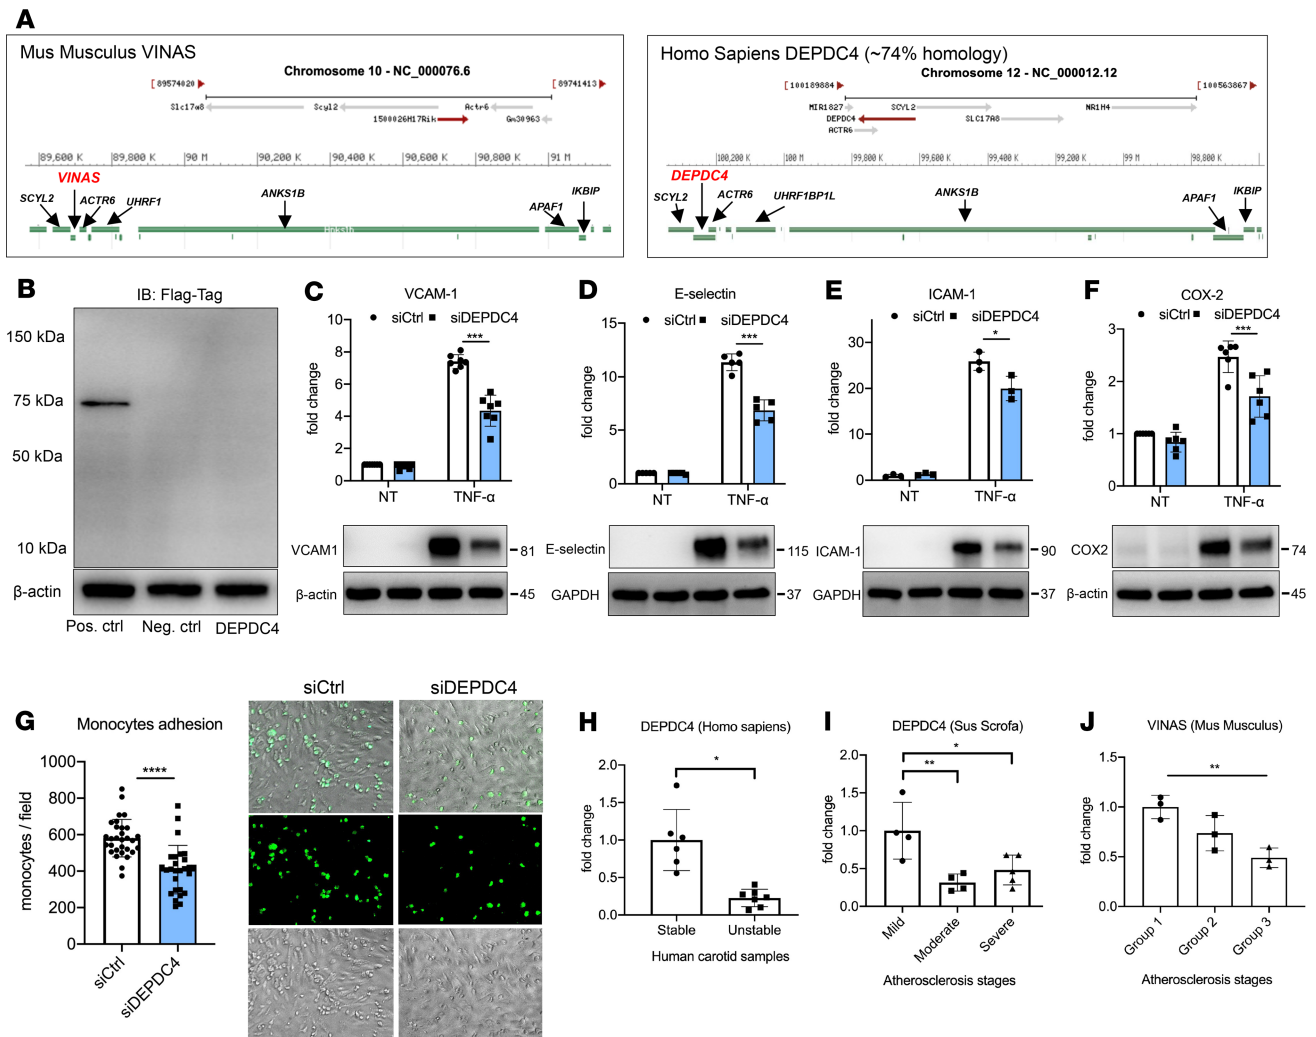 A
Mus Musculus VINAS
Chromosome 10 - NC_000076.6
[ 89574020
89741413
Slc17a8
Scyl2
Actr6
1500026H17Rik
Gm30963
89,600 K
89,800 K
90 M
90,200 K
90,400 K
90,600 K
90,800 K
91 M
VINAS
SCYL2
ACTR6
UHRF1
ANKS1B
APAF1
IKBIP
Homo Sapiens DEPDC4 (~74% homology)
Chromosome 12 - NC_000012.12
[ 100189884
[ 100563867
MIR1827
SCYL2
NR1H4
DEPDC4
SLC17A8
ACTR6
100,200 K
100 M
99,800 K
99,600 K
99,400 K
99,200 K
99 M
98,800 K
DEPDC4
SCYL2
ACTR6
UHRF1BP1L
ANKS1B
APAF1
IKBIP
B
IB: Flag-Tag
150 kDa
75 kDa
50 kDa
10 kDa
β-actin
Pos. ctrl
Neg. ctrl
DEPDC4
C
VCAM-1
siCtrl
siDEPDC4
fold change
10
8
6
4
2
0
***
NT
TNF-α
VCAM1
81
β-actin
45
D
E-selectin
siCtrl
siDEPDC4
fold change
15
10
5
0
***
NT
TNF-α
E-selectin
115
GAPDH
37
E
ICAM-1
siCtrl
siDEPDC4
fold change
30
20
10
0
*
NT
TNF-α
ICAM-1
90
GAPDH
37
F
COX-2
siCtrl
siDEPDC4
fold change
3
2
1
0
***
NT
TNF-α
COX2
74
β-actin
45
G
Monocytes adhesion
monocytes / field
1000
800
600
400
200
0
****
siCtrl
siDEPDC4
siCtrl
siDEPDC4
H
DEPDC4 (Homo sapiens)
fold change
2.0
1.5
1.0
0.5
0.0
*
Stable
Unstable
Human carotid samples
I
DEPDC4 (Sus Scrofa)
fold change
2.0
1.5
1.0
0.5
0.0
*
**
Mild
Moderate
Severe
Atherosclerosis stages
J
VINAS (Mus Musculus)
fold change
1.5
1.0
0.5
0.0
**
Group 1
Group 2
Group 3
Atherosclerosis stages